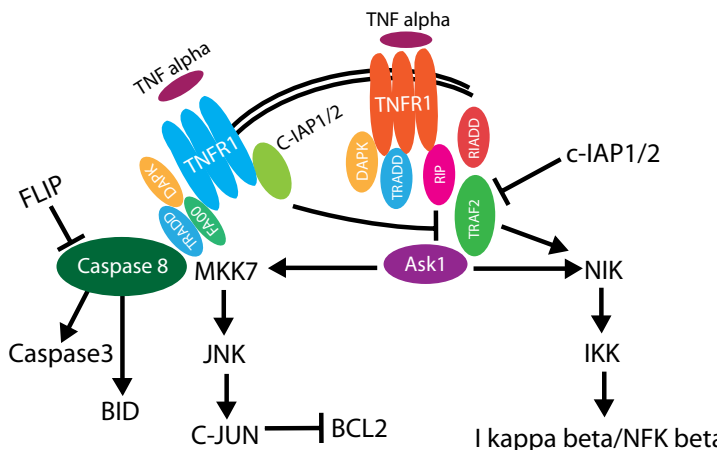 TNF alpha
TNF alpha
TNFR1
TNFR1
C-IAP1/2
DAPK
TRADD
FA00
DAPK
TRADD
RIP
RIADD
TRAF2
c-IAP1/2
FLIP
Caspase 8
MKK7
Ask1
NIK
Caspase3
JNK
IKK
BID
C-JUN
BCL2
I kappa beta/NFK beta